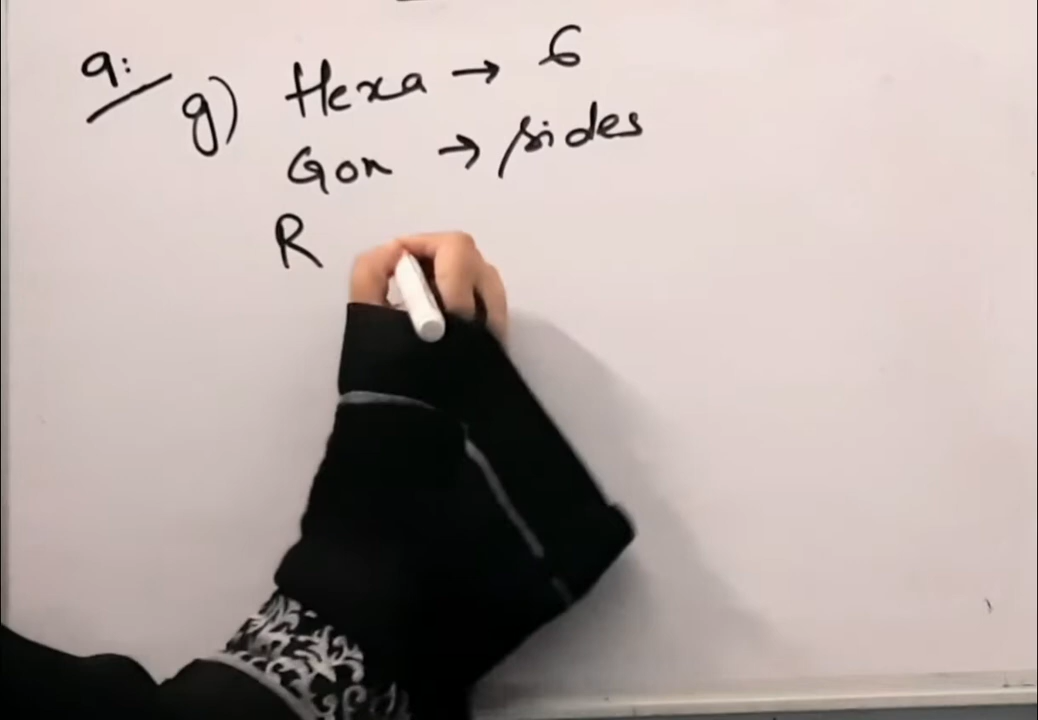 9:
g) Hexa → 6
Gon → sides
R